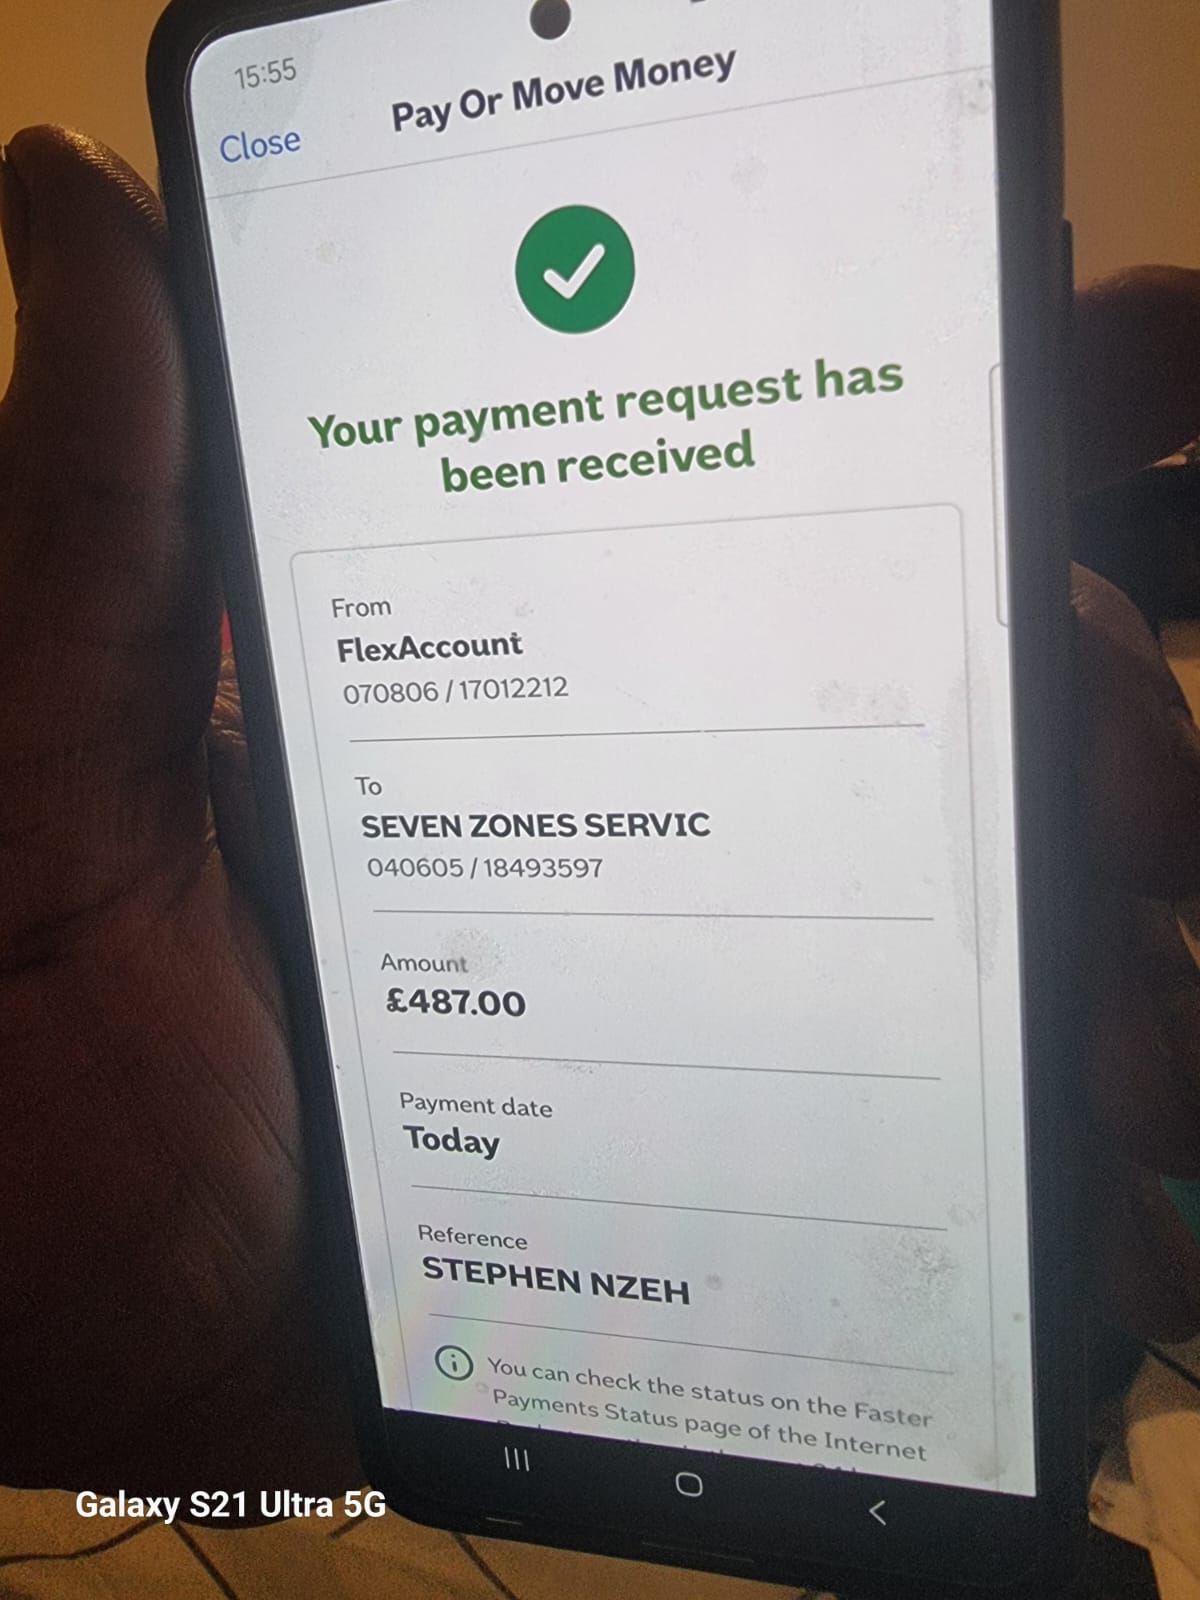 15:55
Pay Or Move Money
Close
Your payment request has
been received
From
FlexAccount
070806 / 17012212
To
SEVEN ZONES SERVIC
040605 / 18493597
Amount
£487.00
Payment date
Today
Reference
STEPHEN NZEH
You can check the status on the Faster
Payments Status page of the Internet
Galaxy S21 Ultra 5G